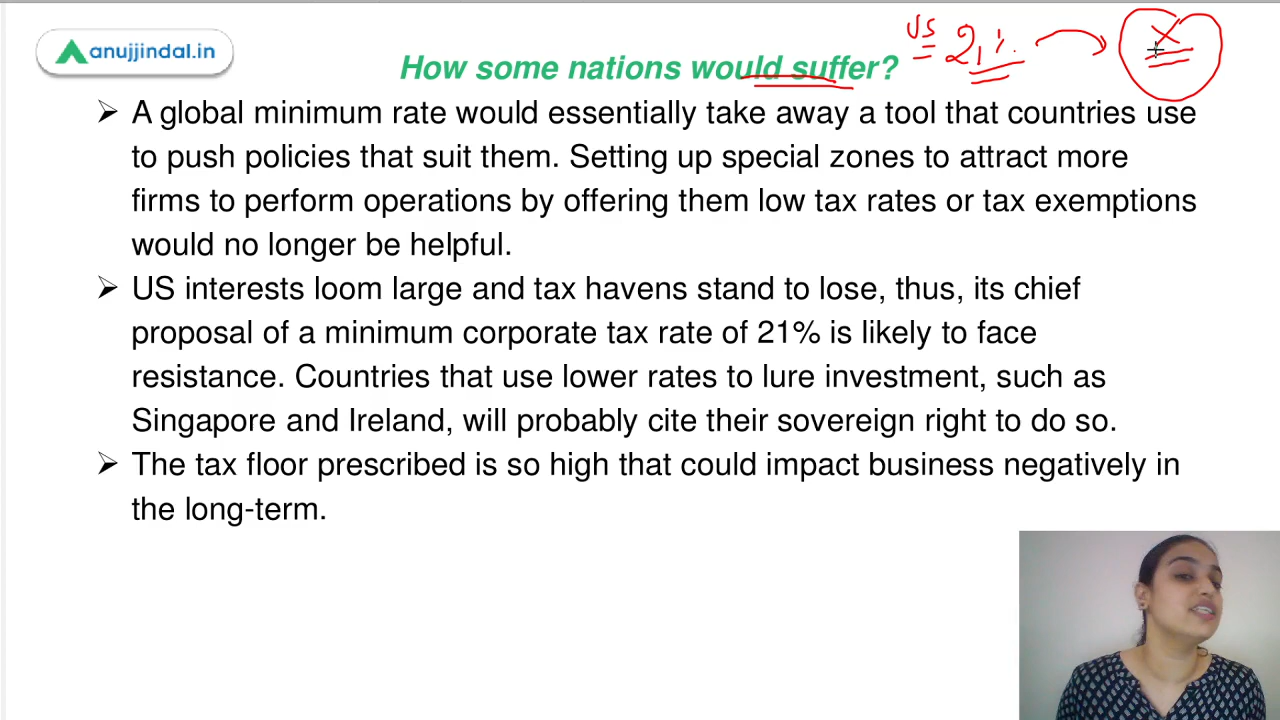 anujjindal.in
US 21%. X
How some nations would suffer?
➢ A global minimum rate would essentially take away a tool that countries use
to push policies that suit them. Setting up special zones to attract more
firms to perform operations by offering them low tax rates or tax exemptions
would no longer be helpful.
➢ US interests loom large and tax havens stand to lose, thus, its chief
proposal of a minimum corporate tax rate of 21% is likely to face
resistance. Countries that use lower rates to lure investment, such as
Singapore and Ireland, will probably cite their sovereign right to do so.
➢ The tax floor prescribed is so high that could impact business negatively in
the long-term.